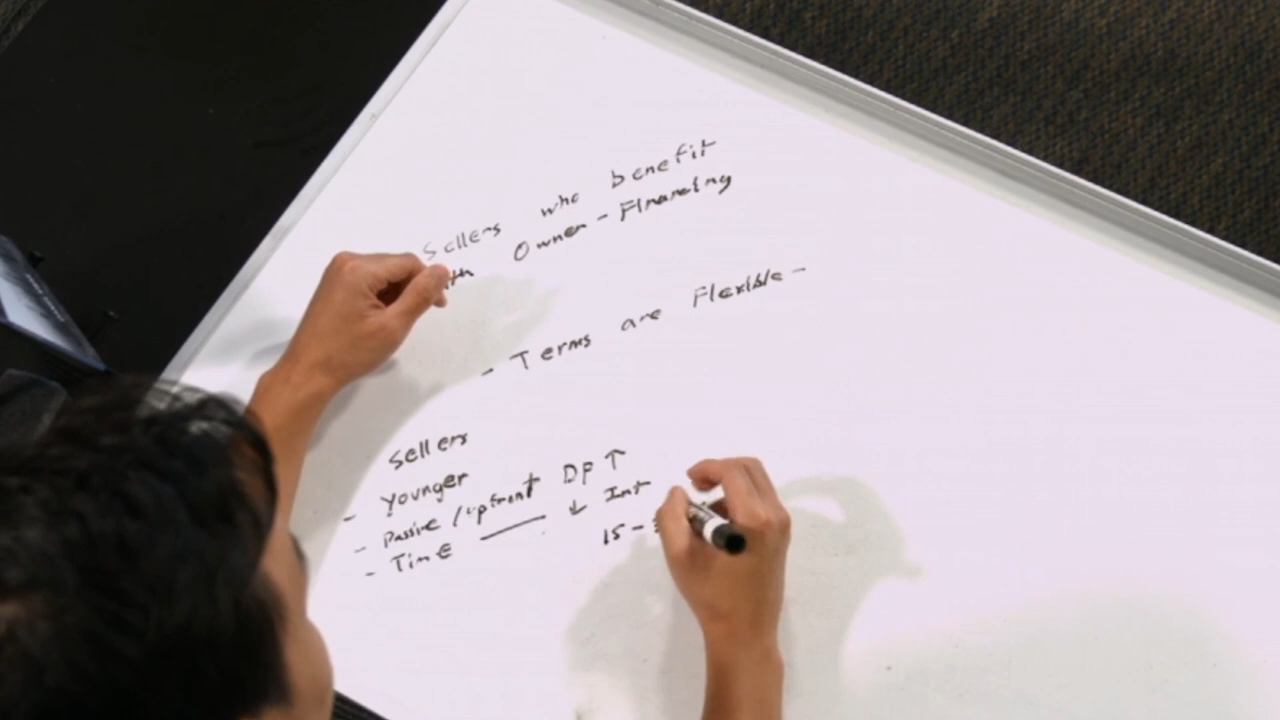 Sellers who benefit
Owner-Financing
- Terms are Flexible -
sellers
- younger
- Passive/upfront DP ↑
- Time — ↓ Int
15-